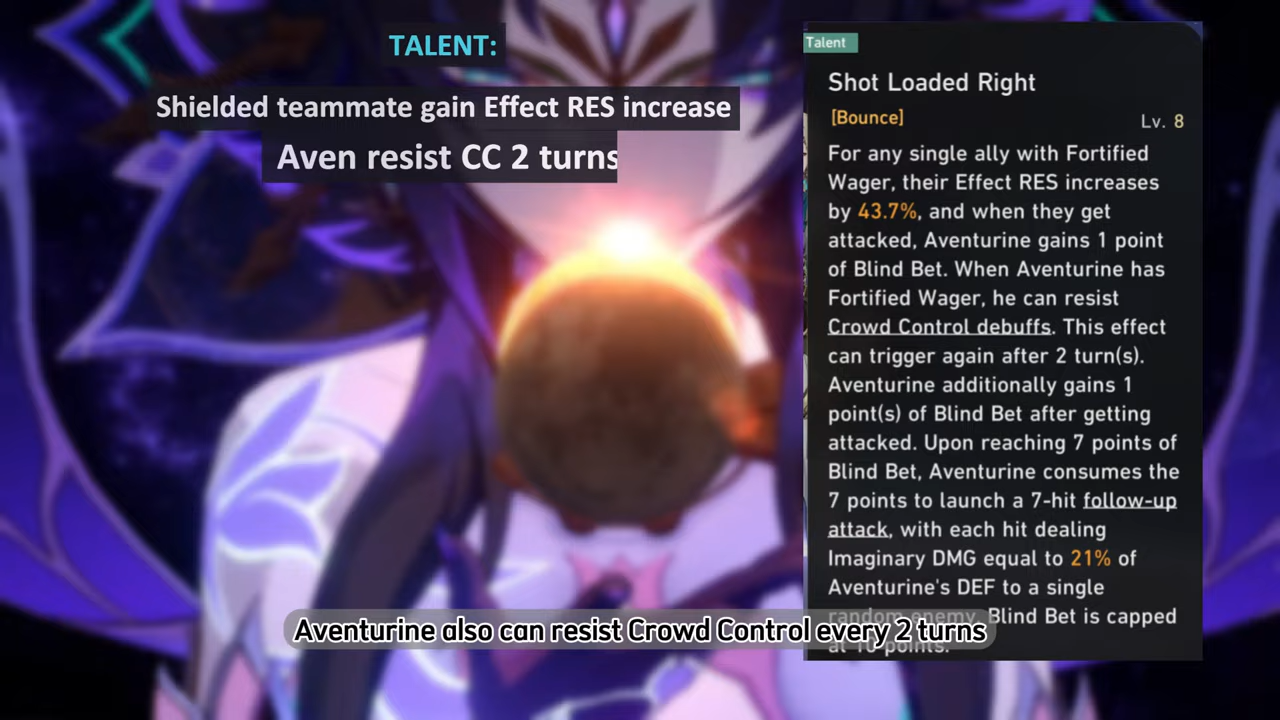 TALENT:
Shielded teammate gain Effect RES increase
Aven resist CC 2 turns
Talent
Shot Loaded Right
[Bounce]
Lv. 8
For any single ally with Fortified
Wager, their Effect RES increases
by 43.7%, and when they get
attacked, Aventurine gains 1 point
of Blind Bet. When Aventurine has
Fortified Wager, he can resist
Crowd Control debuffs. This effect
can trigger again after 2 turn(s).
Aventurine additionally gains 1
point(s) of Blind Bet after getting
attacked. Upon reaching 7 points of
Blind Bet, Aventurine consumes the
7 points to launch a 7-hit follow-up
attack, with each hit dealing
Imaginary DMG equal to 21% of
Aventurine's DEF to a single
random enemy. Blind Bet is capped
at 10 points.
Aventurine also can resist Crowd Control every 2 turns